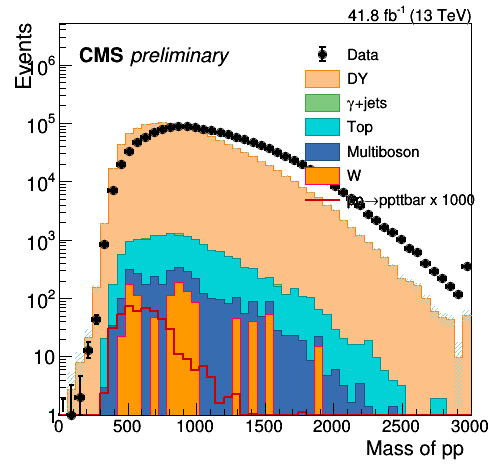 41.8 fb⁻¹ (13 TeV)
Events
CMS preliminary
Data
DY
γ+jets
Top
Multiboson
W
→ppttbar x 1000
10⁶
10⁵
10⁴
10³
10²
10
1
0 500 1000 1500 2000 2500 3000
Mass of pp